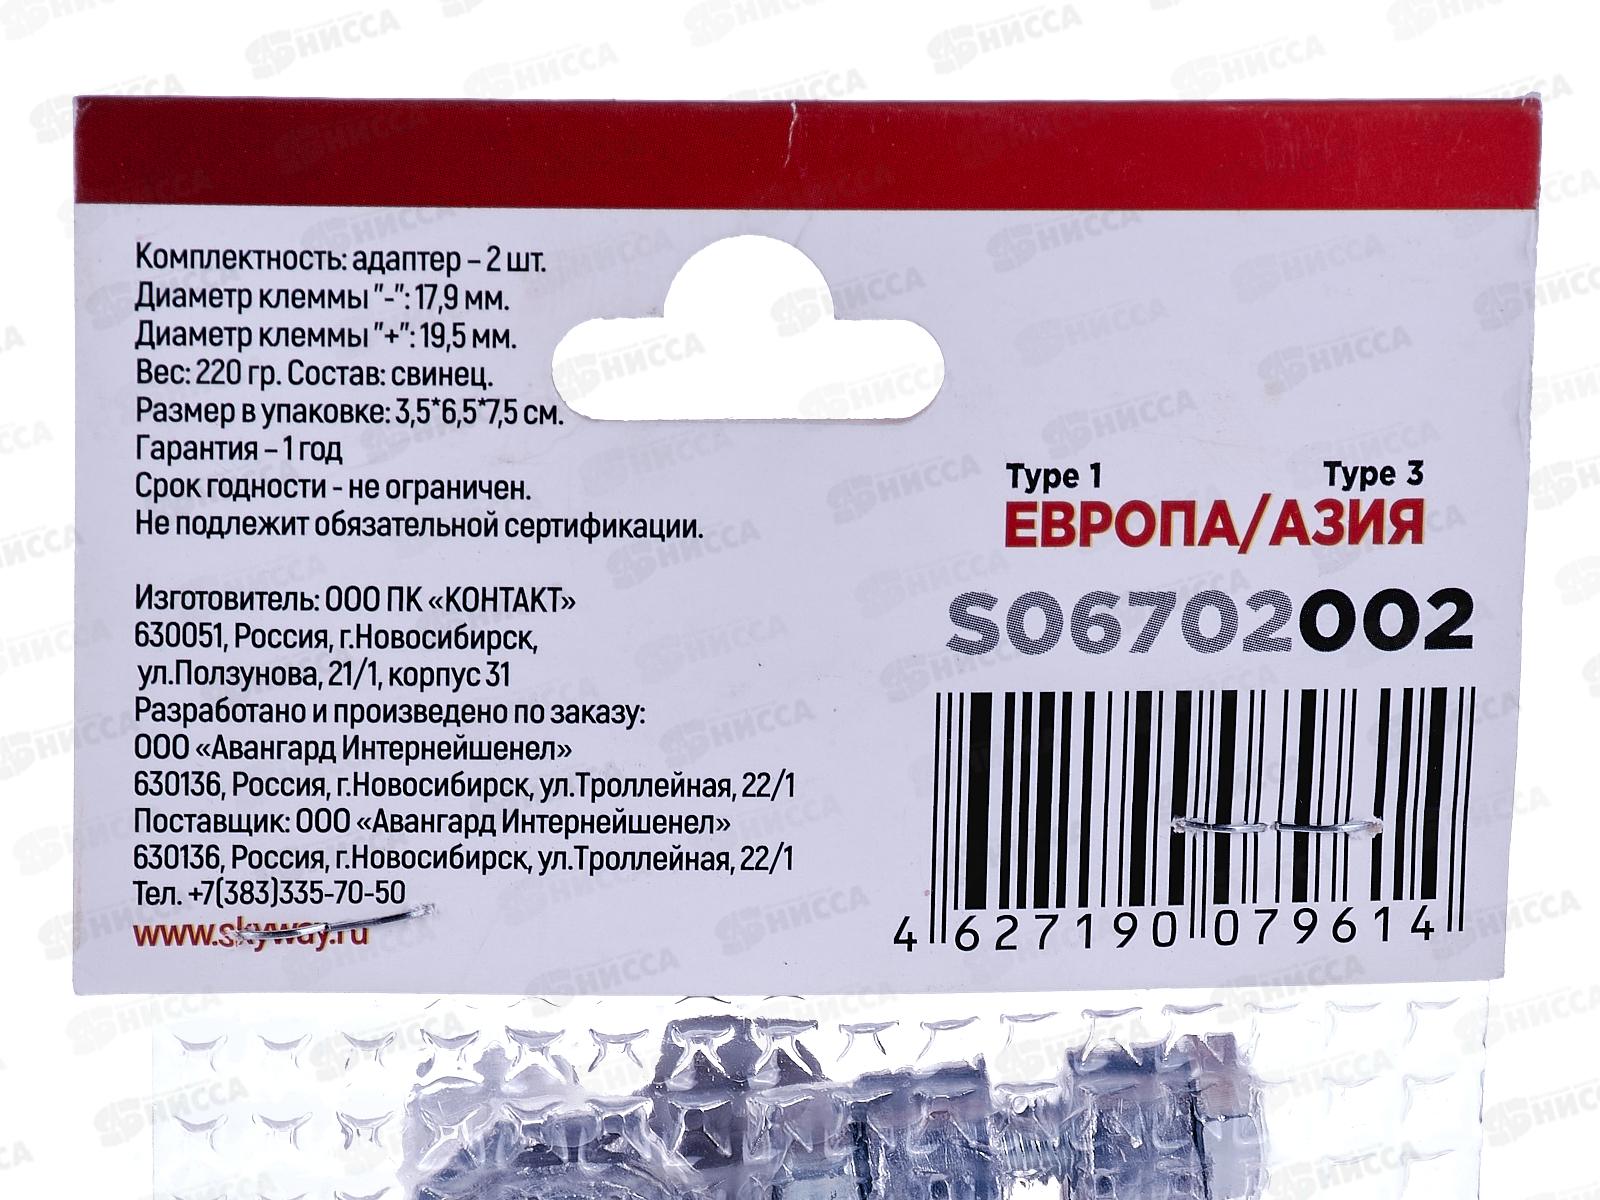 Комплектность: адаптер – 2 шт.
Диаметр клеммы "-": 17,9 мм.
Диаметр клеммы "+": 19,5 мм.
Вес: 220 гр. Состав: свинец.
Размер в упаковке: 3,5*6,5*7,5 см.
Гарантия – 1 год
Срок годности - не ограничен.
Не подлежит обязательной сертификации.
Изготовитель: ООО ПК «КОНТАКТ»
630051, Россия, г.Новосибирск,
ул.Ползунова, 21/1, корпус 31
Разработано и произведено по заказу:
ООО «Авангард Интернейшенел»
630136, Россия, г.Новосибирск, ул.Троллейная, 22/1
Поставщик: ООО «Авангард Интернейшенел»
630136, Россия, г.Новосибирск, ул.Троллейная, 22/1
Тел. +7(383)335-70-50
www.skyway.ru
Type 1 Type 3
ЕВРОПА/АЗИЯ
S06702002
4 627190 079614
НИССА